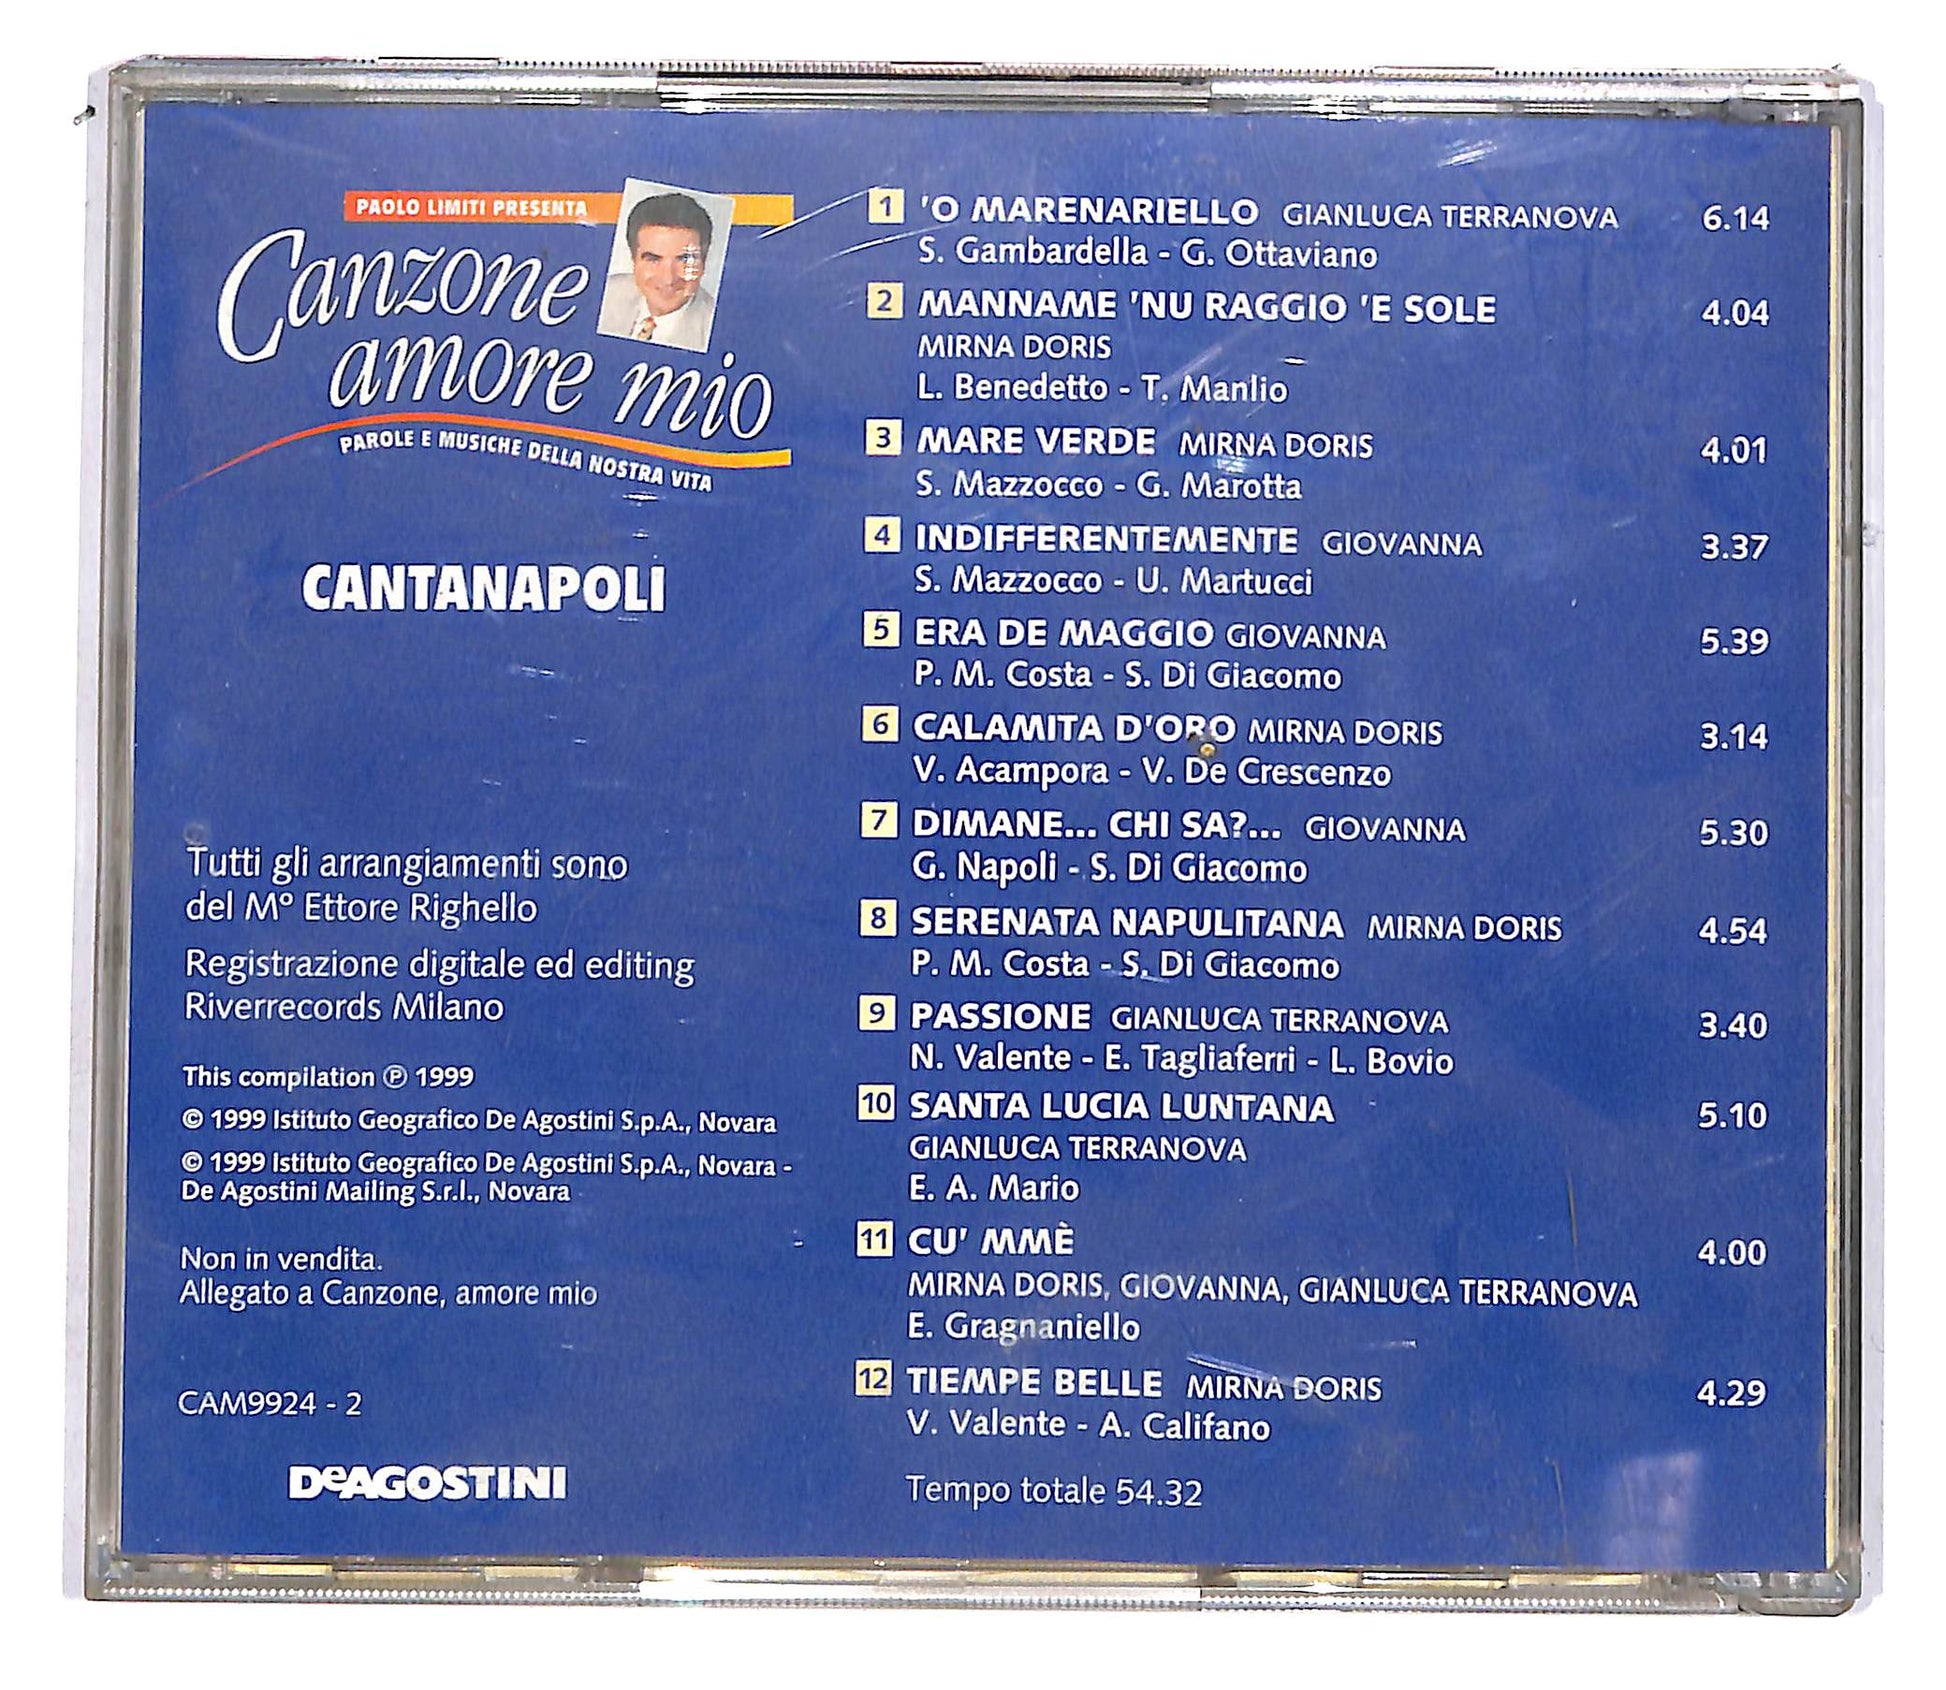 PAOLO LIMITI PRESENTA
Canzone
amore mio
PAROLE E MUSICHE DELLA NOSTRA VITA
CANTANAPOLI
Tutti gli arrangiamenti sono
del M° Ettore Righello
Registrazione digitale ed editing
Riverrecords Milano
This compilation ℗ 1999
© 1999 Istituto Geografico De Agostini S.p.A., Novara
© 1999 Istituto Geografico De Agostini S.p.A., Novara -
De Agostini Mailing S.r.l., Novara
Non in vendita.
Allegato a Canzone, amore mio
CAM9924 - 2
DeAGOSTINI
1 'O MARENARIELLO GIANLUCA TERRANOVA 6.14
S. Gambardella - G. Ottaviano
2 MANNAME 'NU RAGGIO 'E SOLE 4.04
MIRNA DORIS
L. Benedetto - T. Manlio
3 MARE VERDE MIRNA DORIS 4.01
S. Mazzocco - G. Marotta
4 INDIFFERENTEMENTE GIOVANNA 3.37
S. Mazzocco - U. Martucci
5 ERA DE MAGGIO GIOVANNA 5.39
P. M. Costa - S. Di Giacomo
6 CALAMITA D'ORO MIRNA DORIS 3.14
V. Acampora - V. De Crescenzo
7 DIMANE... CHI SA?... GIOVANNA 5.30
G. Napoli - S. Di Giacomo
8 SERENATA NAPULITANA MIRNA DORIS 4.54
P. M. Costa - S. Di Giacomo
9 PASSIONE GIANLUCA TERRANOVA 3.40
N. Valente - E. Tagliaferri - L. Bovio
10 SANTA LUCIA LUNTANA 5.10
GIANLUCA TERRANOVA
E. A. Mario
11 CU' MMÈ 4.00
MIRNA DORIS, GIOVANNA, GIANLUCA TERRANOVA
E. Gragnaniello
12 TIEMPE BELLE MIRNA DORIS 4.29
V. Valente - A. Califano
Tempo totale 54.32